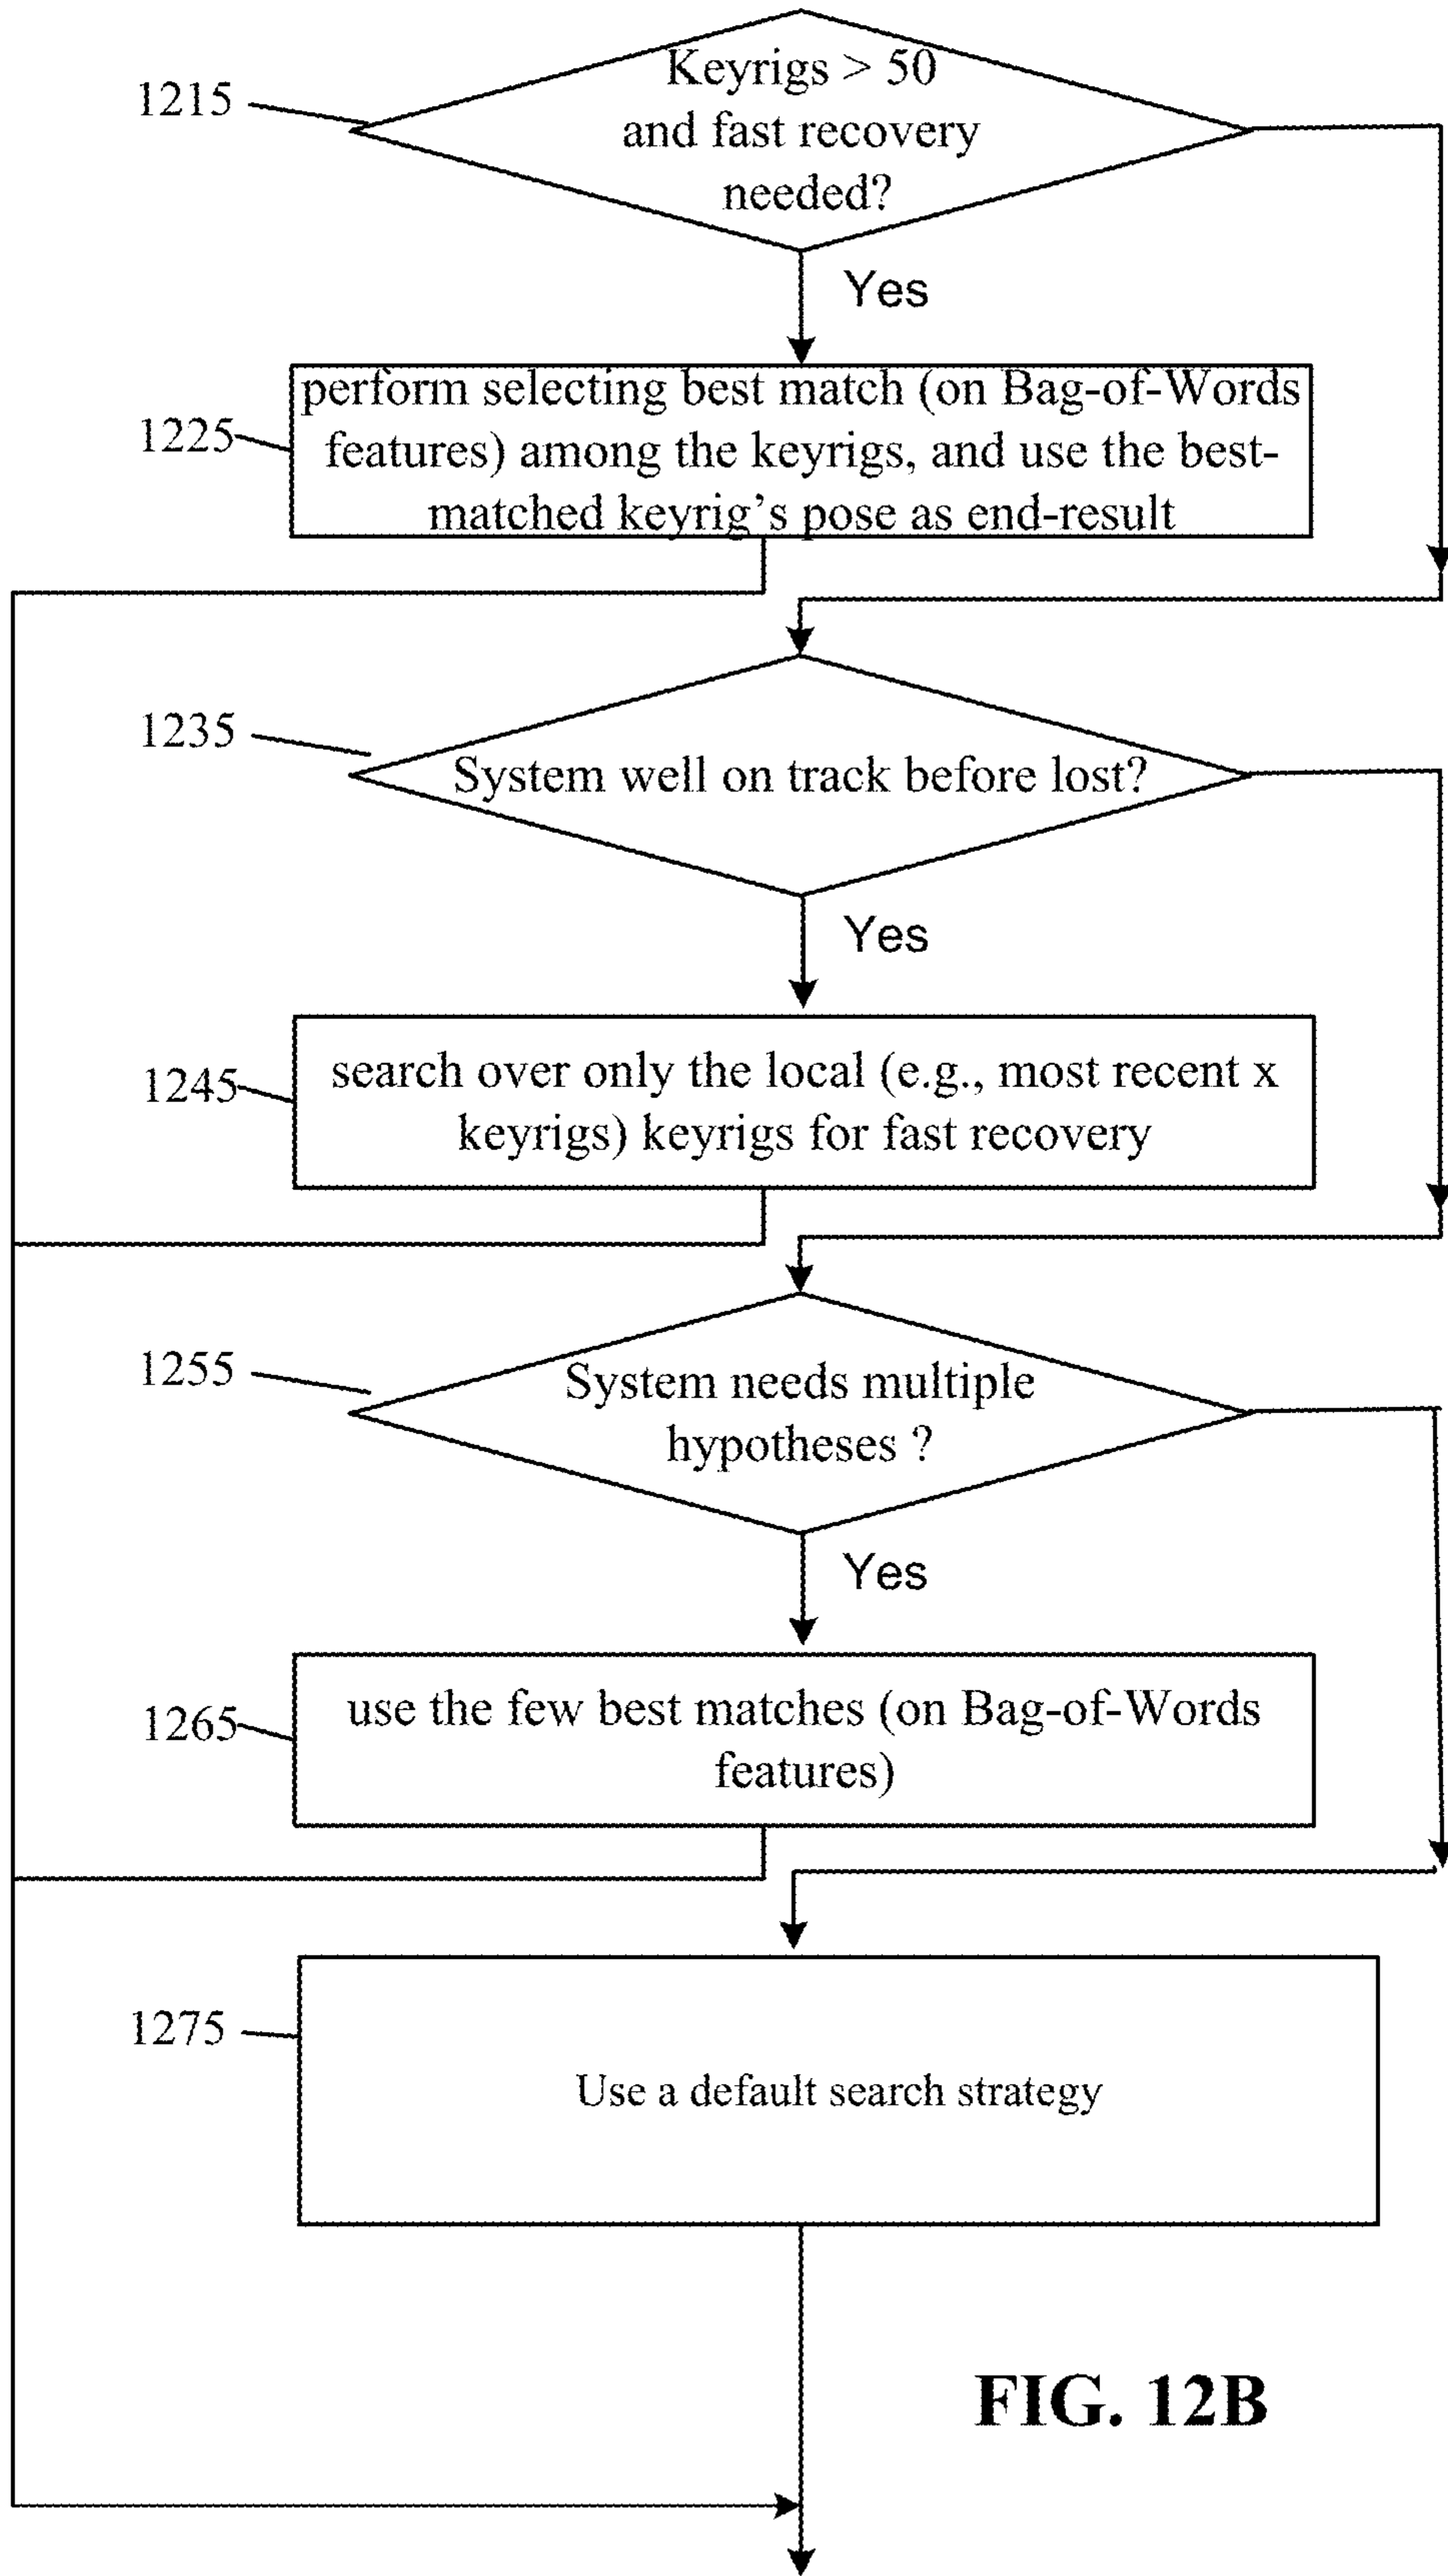 Keyrigs > 50
1215
and fast recovery
needed?
Yes
perform selecting best match (on Bag-of-Words
1225
features) among the keyrigs, and use the best-
matched keyrig's pose as end-result
1235
System well on track before lost?
Yes
1245
search over only the local (e.g., most recent x
keyrigs) keyrigs for fast recovery
1255
System needs multiple
hypotheses ?
Yes
1265
use the few best matches (on Bag-of-Words
features)
1275
Use a default search strategy
FIG. 12B